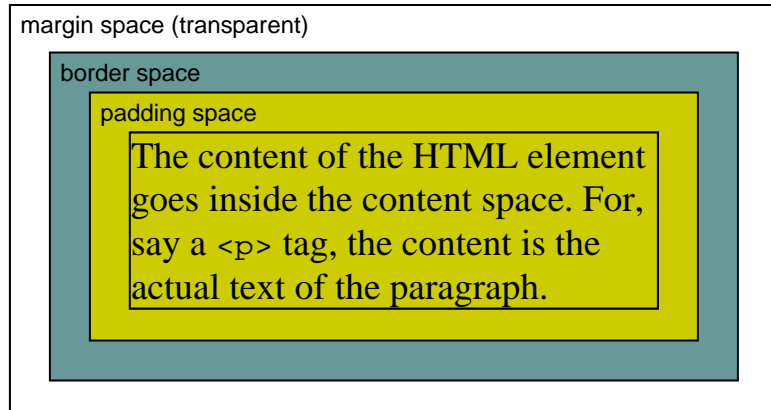 margin space (transparent)
border space
padding space
The content of the HTML element
goes inside the content space. For,
say a <p> tag, the content is the
actual text of the paragraph.